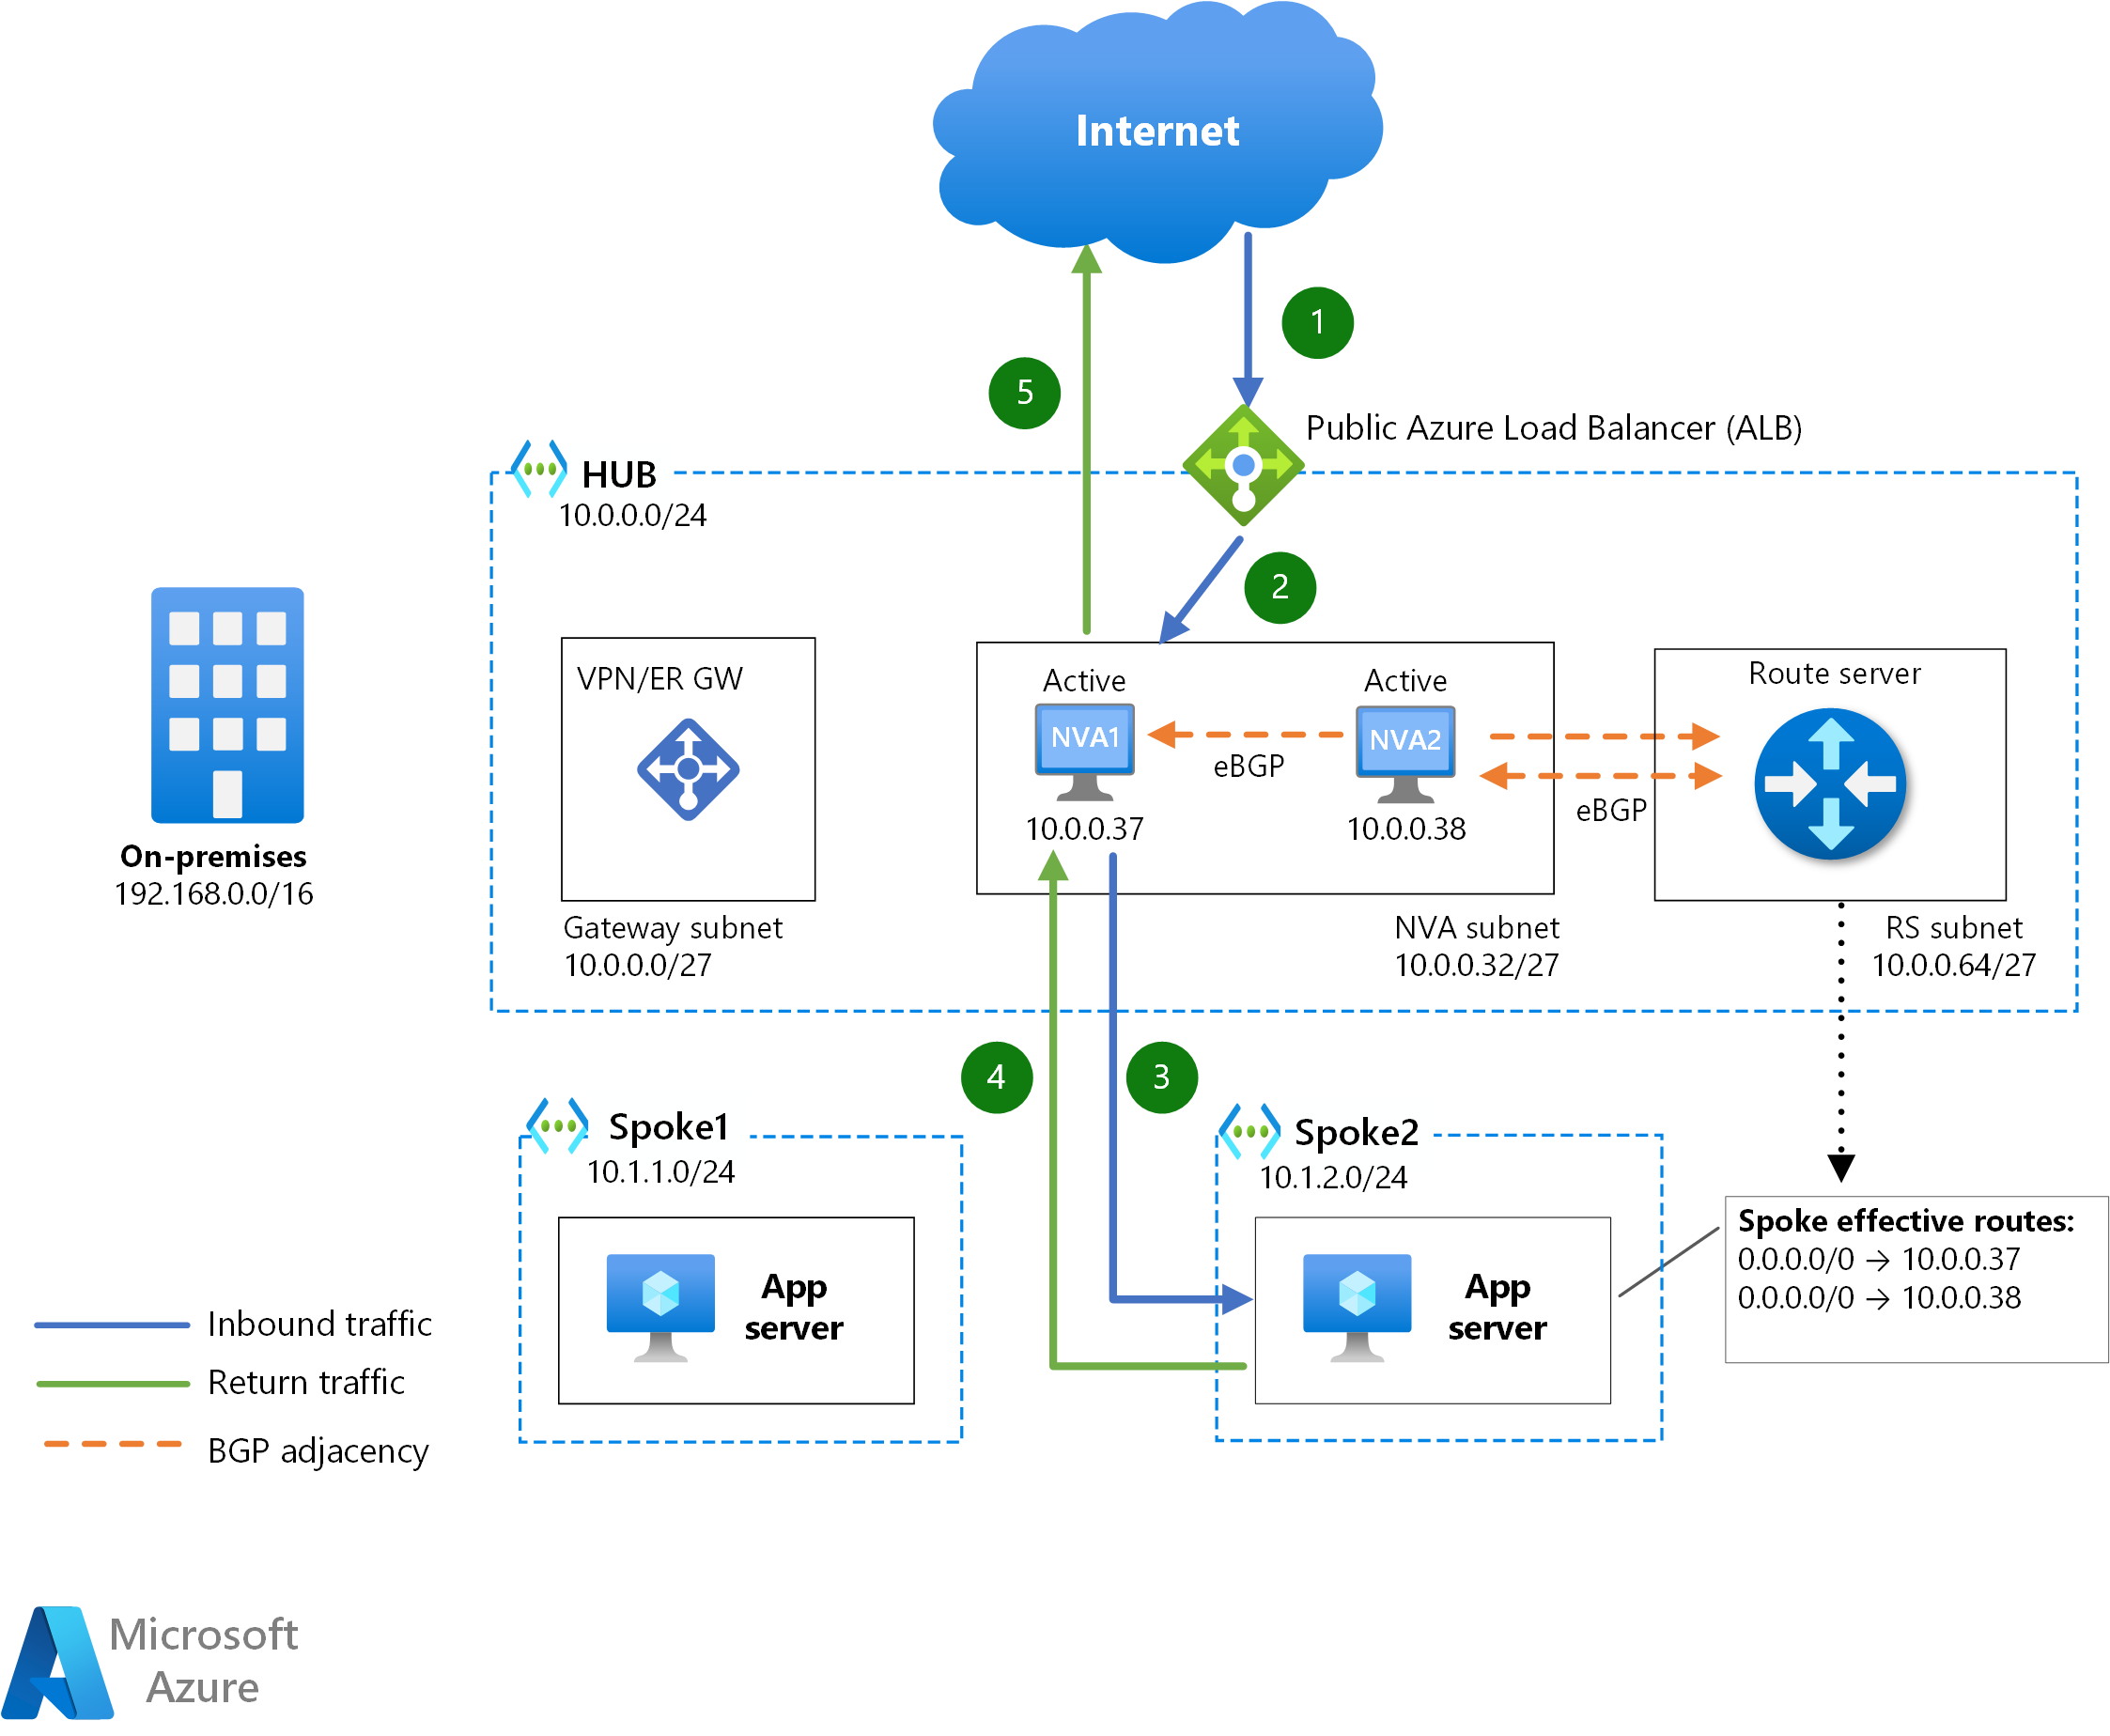 Internet
1
5
Public Azure Load Balancer (ALB)
HUB
10.0.0.0/24
2
VPN/ER GW
Active
Active
Route server
NVA1
NVA2
eBGP
eBGP
10.0.0.37
10.0.0.38
On-premises
192.168.0.0/16
Gateway subnet
10.0.0.0/27
NVA subnet
10.0.0.32/27
RS subnet
10.0.0.64/27
4
3
Spoke1
10.1.1.0/24
Spoke2
10.1.2.0/24
App
server
App
server
Spoke effective routes:
0.0.0.0/0 → 10.0.0.37
0.0.0.0/0 → 10.0.0.38
Inbound traffic
Return traffic
BGP adjacency
Microsoft
Azure